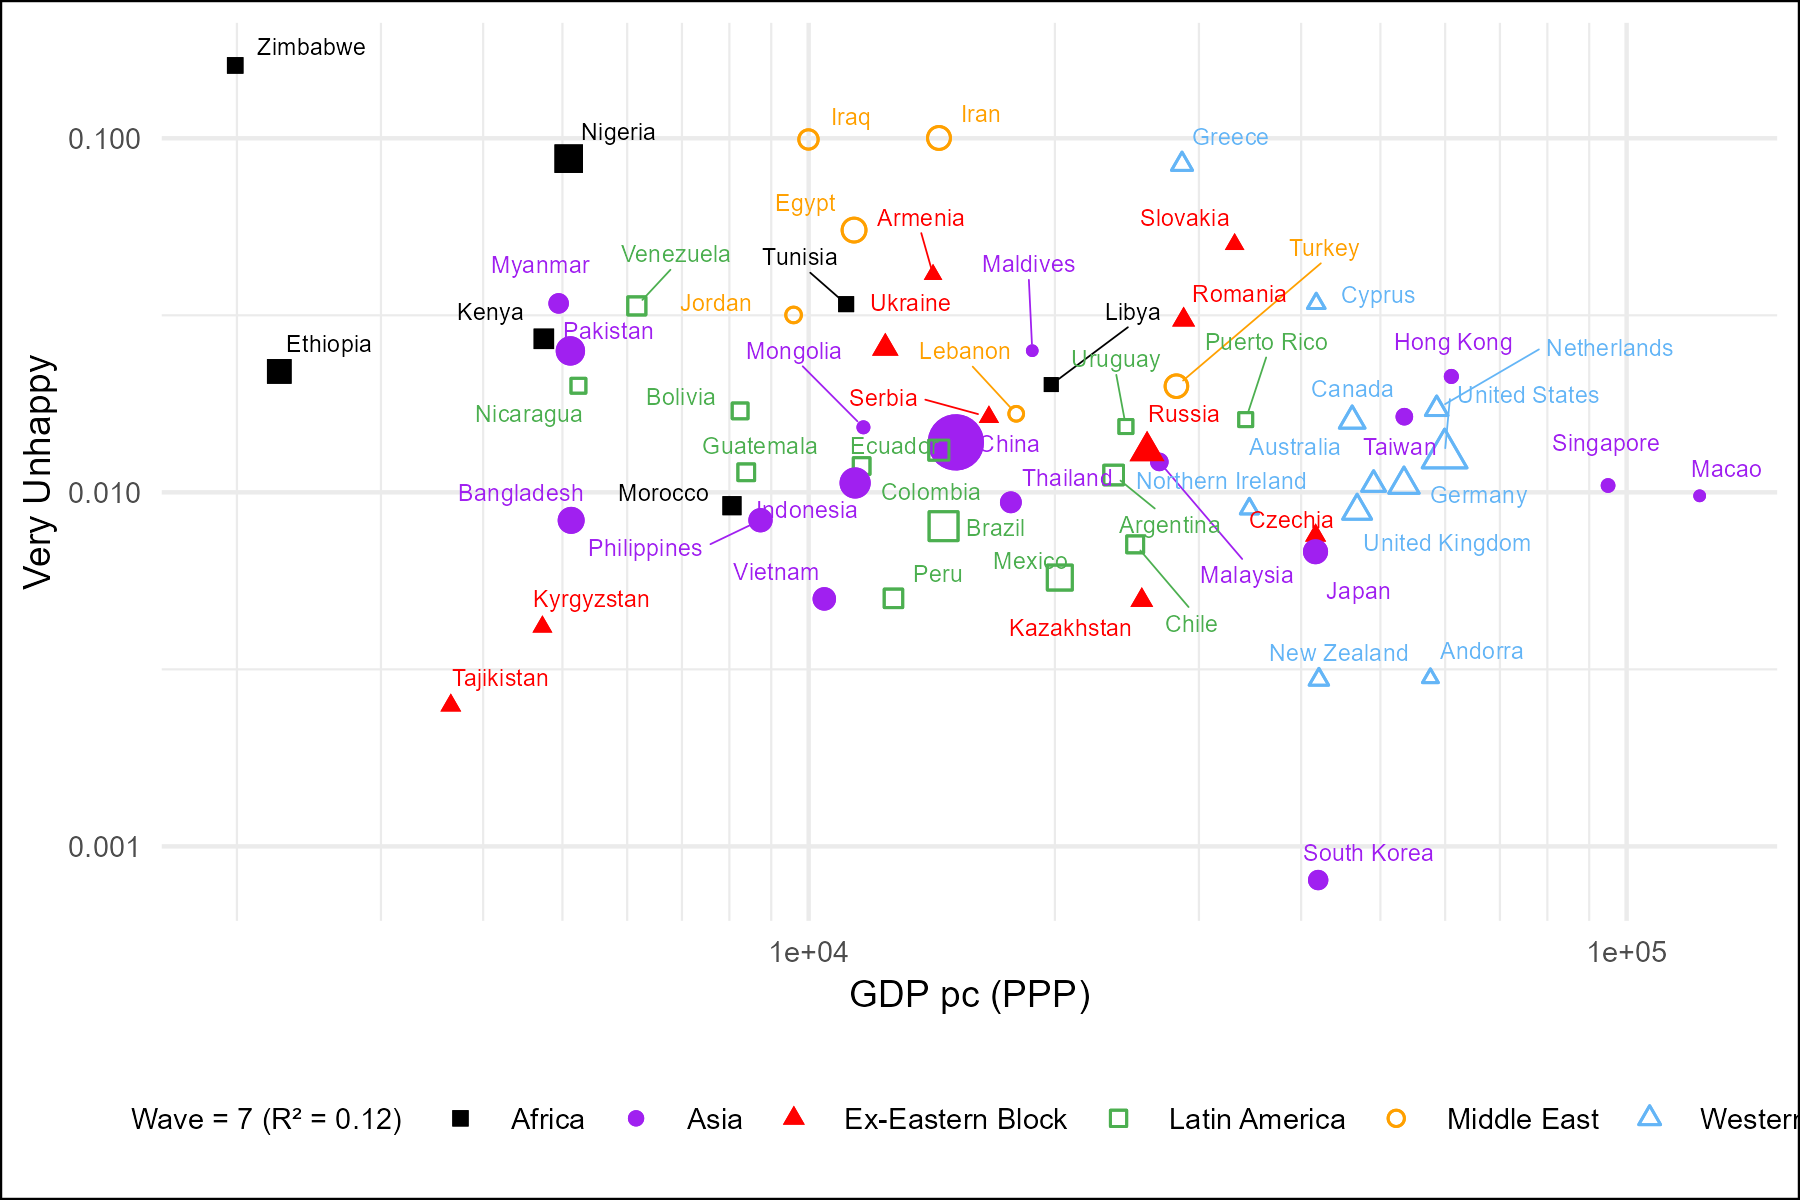 Zimbabwe
Nigeria
Iraq
Iran
0.100
Greece
Egypt
Armenia
Slovakia
Turkey
Venezuela
Tunisia
Myanmar
Maldives
Jordan
Ukraine
Romania
Cyprus
Kenya
Libya
Pakistan
Ethiopia
Mongolia
Lebanon
Uruguay
Puerto Rico
Hong Kong
Netherlands
Canada
United States
Bolivia
Serbia
Nicaragua
Russia
Guatemala
Ecuador
China
Australia
Taiwan
Singapore
Macao
Thailand
Northern Ireland
Bangladesh
Morocco
Colombia
Germany
0.010
Indonesia
Brazil
Argentina
Czechia
Philippines
United Kingdom
Mexico
Vietnam
Peru
Malaysia
Japan
Kyrgyzstan
Kazakhstan
Chile
New Zealand
Andorra
Tajikistan
0.001
South Korea
Very Unhappy
1e+04
1e+05
GDP pc (PPP)
Wave = 7 (R² = 0.12)
Africa
Asia
Ex-Eastern Block
Latin America
Middle East
Western